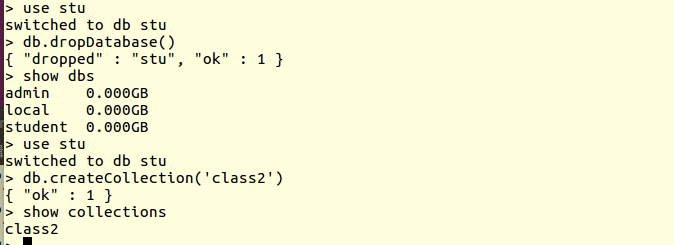 > use stu
switched to db stu
> db.dropDatabase()
{ "dropped" : "stu", "ok" : 1 }
> show dbs
admin    0.000GB
local    0.000GB
student  0.000GB
> use stu
switched to db stu
> db.createCollection('class2')
{ "ok" : 1 }
> show collections
class2
>